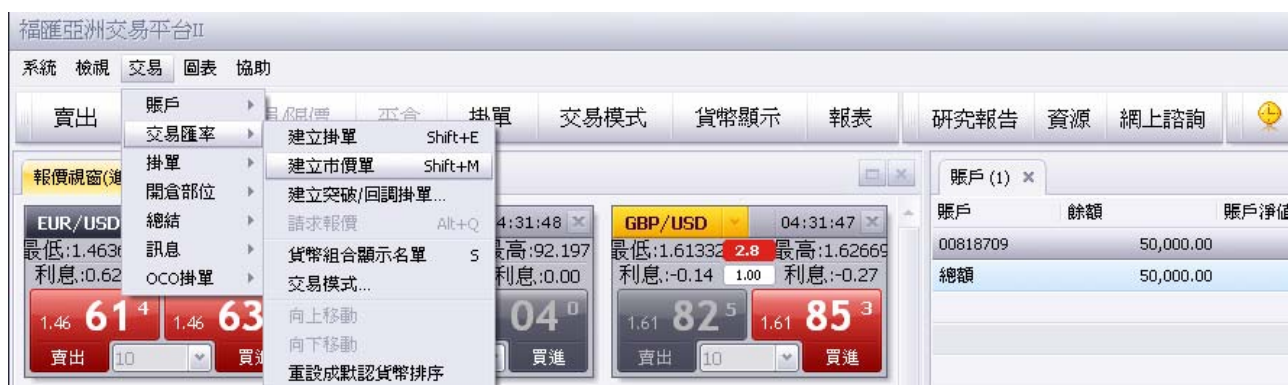 福匯亞洲交易平台II
系統 檢視 交易 圖表 協助
賣出 損/限價 平倉 掛單 交易模式 貨幣顯示 報表 研究報告 資源 網上諮詢
賬戶
交易匯率
掛單
開倉部位
總結
訊息
OCO掛單
建立掛單 Shift+E
建立市價單 Shift+M
建立突破/回調掛單...
請求報價 Alt+Q
貨幣組合顯示名單 S
交易模式...
向上移動
向下移動
重設成默認貨幣排序
報價視窗(進
EUR/USD
最低:1.4636
利息:0.62
1.46 61 4 1.46 63
賣出 10 買進
4:31:48
最高:92.197
利息:0.00
04 0
買進
GBP/USD 04:31:47
最低:1.61332 2.8 最高:1.62669
利息:-0.14 1.00 利息:-0.27
1.61 82 5 1.61 85 3
賣出 10 買進
賬戶 (1)
賬戶 餘額 賬戶淨值
00818709 50,000.00
總額 50,000.00